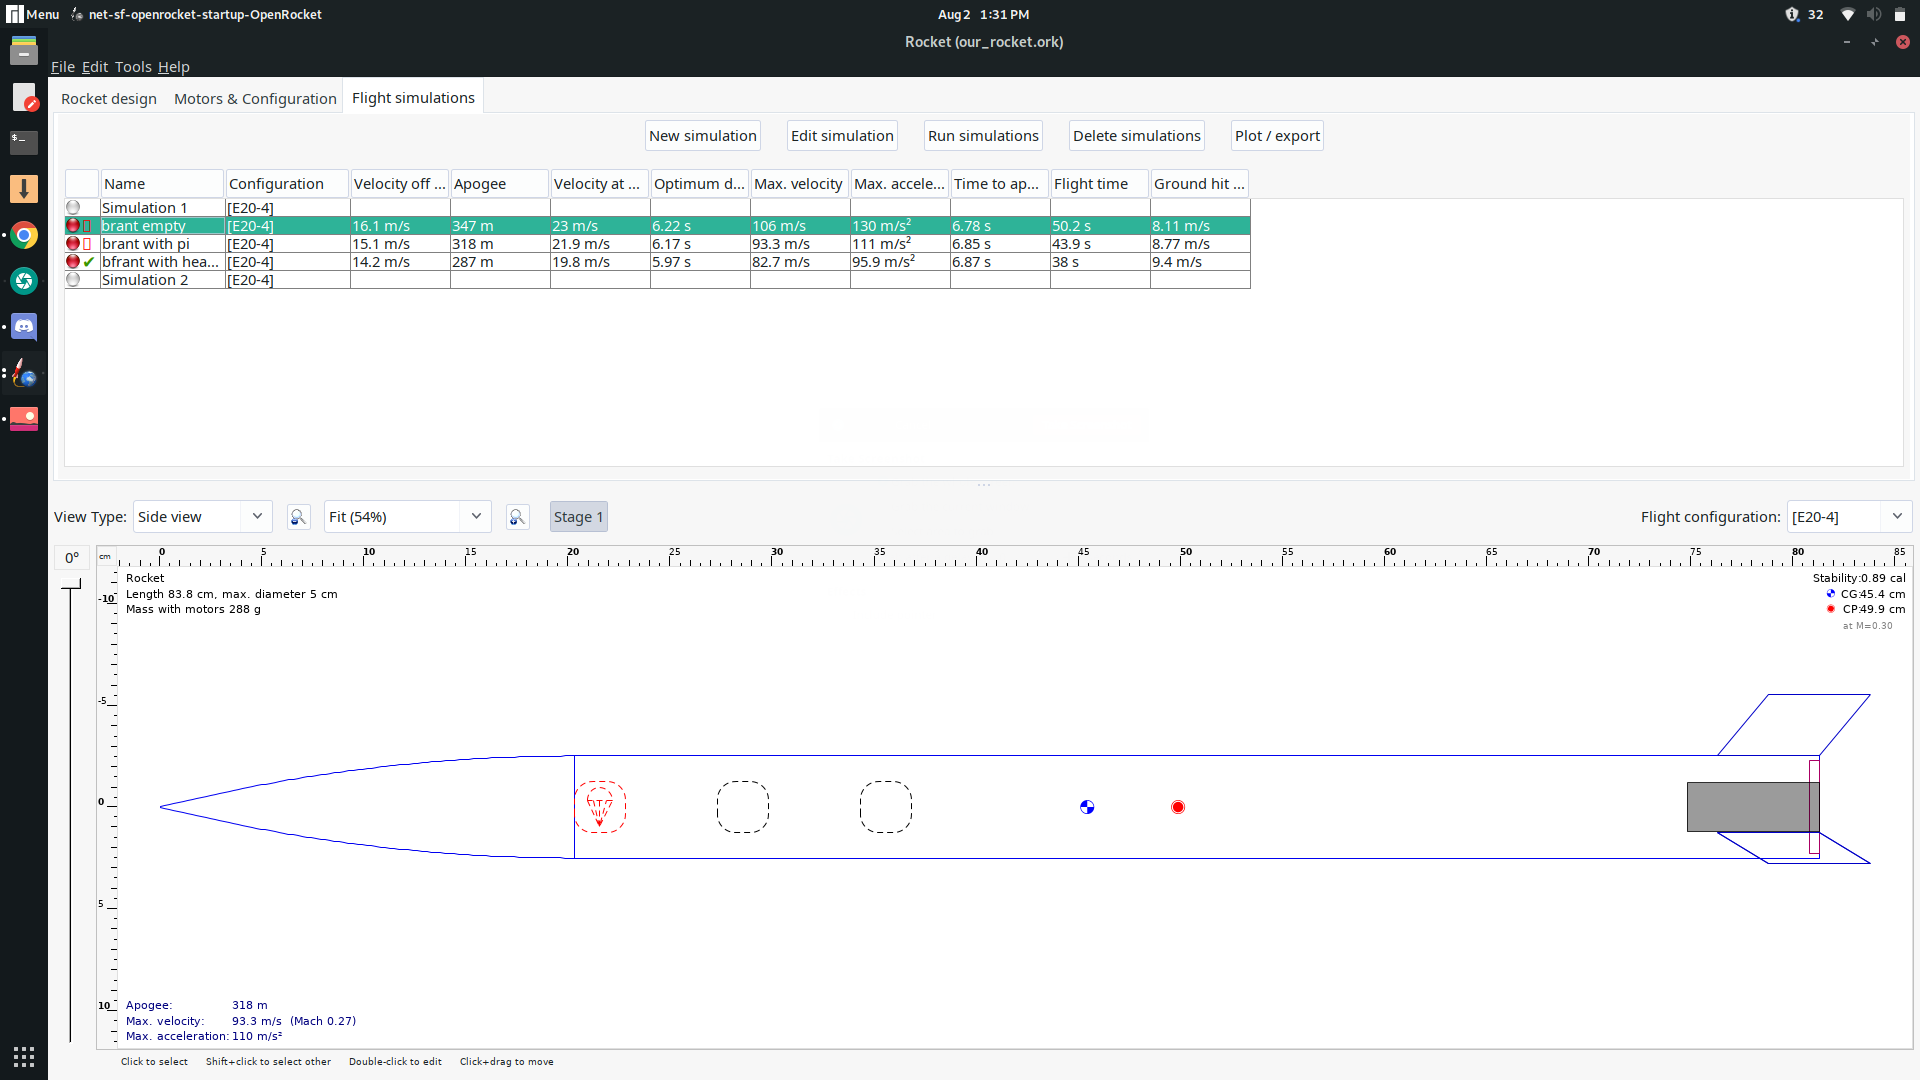 Menu net-sf-openrocket-startup-OpenRocket Aug 2 1:31 PM 32
Rocket (our_rocket.ork)
File Edit Tools Help
Rocket design Motors & Configuration Flight simulations
New simulation Edit simulation Run simulations Delete simulations Plot / export
Name Configuration Velocity off ... Apogee Velocity at ... Optimum d... Max. velocity Max. accele... Time to ap... Flight time Ground hit ...
Simulation 1 [E20-4]
brant empty [E20-4] 16.1 m/s 347 m 23 m/s 6.22 s 106 m/s 130 m/s² 6.78 s 50.2 s 8.11 m/s
brant with pi [E20-4] 15.1 m/s 318 m 21.9 m/s 6.17 s 93.3 m/s 111 m/s² 6.85 s 43.9 s 8.77 m/s
bfrant with hea... [E20-4] 14.2 m/s 287 m 19.8 m/s 5.97 s 82.7 m/s 95.9 m/s² 6.87 s 38 s 9.4 m/s
Simulation 2 [E20-4]
View Type: Side view Fit (54%) Stage 1 Flight configuration: [E20-4]
0° cm 0 5 10 15 20 25 30 35 40 45 50 55 60 65 70 75 80 85
Rocket Stability:0.89 cal
Length 83.8 cm, max. diameter 5 cm CG:45.4 cm
Mass with motors 288 g CP:49.9 cm
at M=0.30
-10
-5
0
5
10
Apogee: 318 m
Max. velocity: 93.3 m/s (Mach 0.27)
Max. acceleration: 110 m/s²
Click to select Shift+click to select other Double-click to edit Click+drag to move